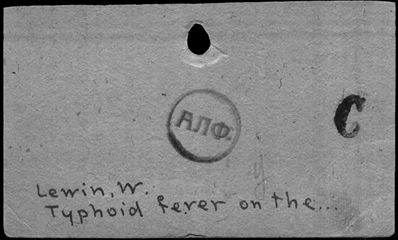 АЛФ.
C
Lewin, W.
Typhoid fever on the...